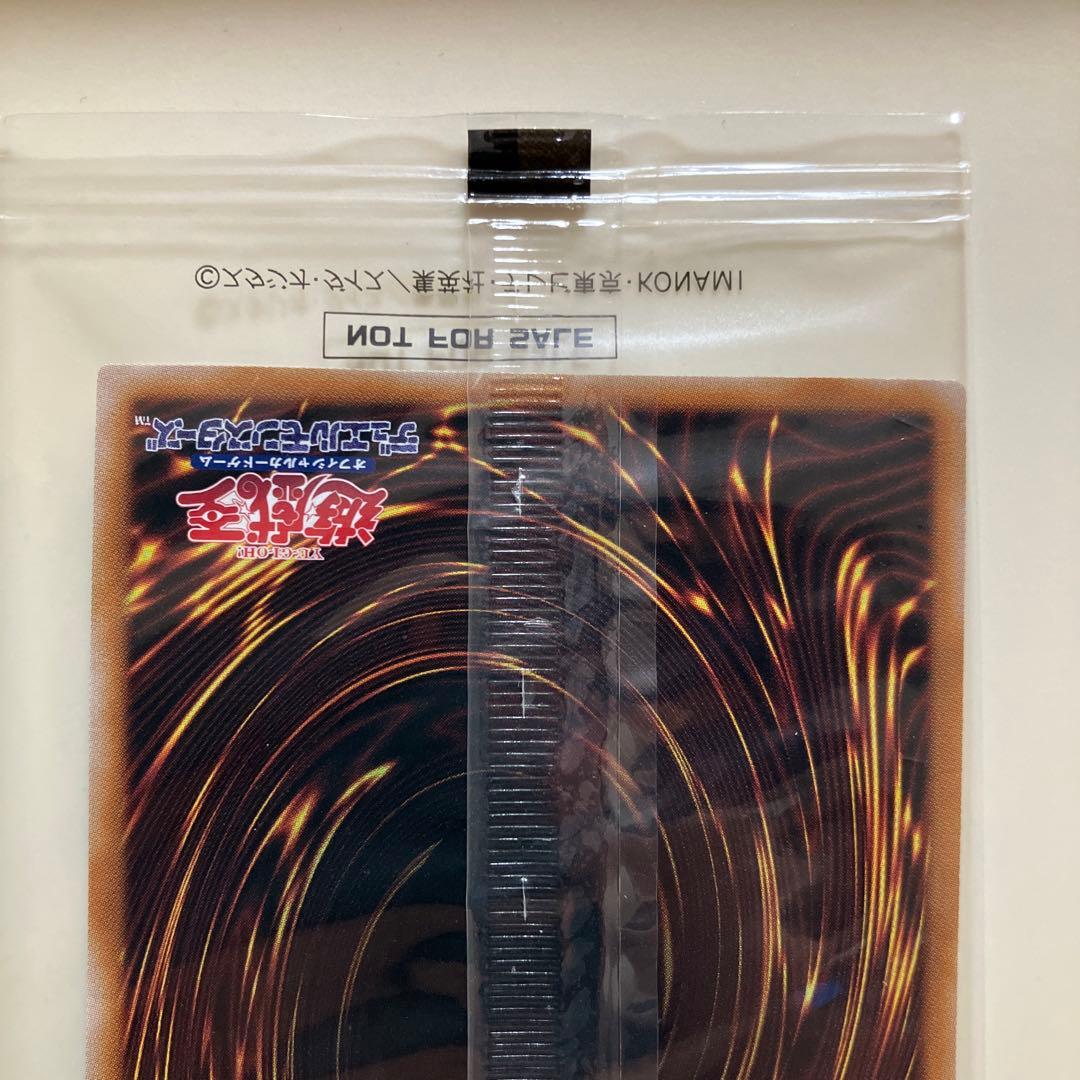 ©スタジオ・ダイス／集英社・テレビ東京・KONAMI
NOT FOR SALE
デュエルモンスターズ™
オフィシャルカードゲーム
遊戯王
YU-GI-OH!